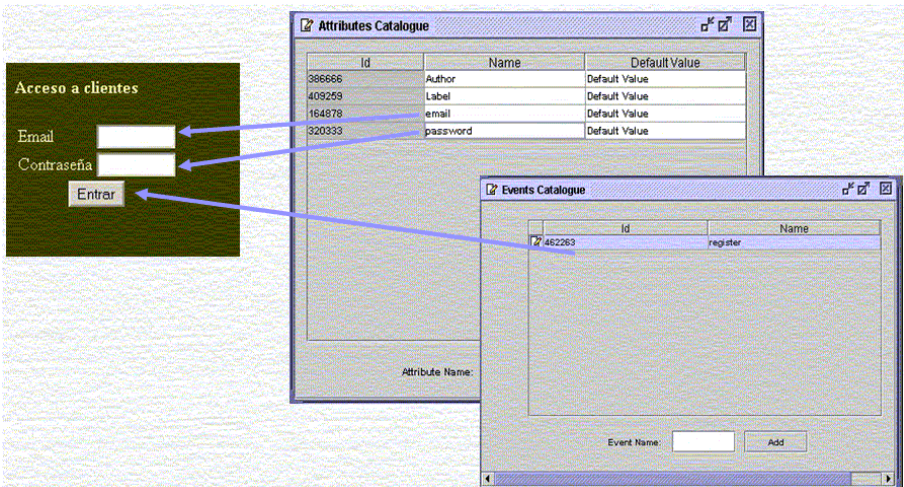 Acceso a clientes
Email
Contraseña
Entrar
Attributes Catalogue
Id Name Default Value
386666 Author Default Value
409259 Label Default Value
164878 email Default Value
320333 password Default Value
Attribute Name:
Events Catalogue
Id Name
462263 register
Event Name: Add